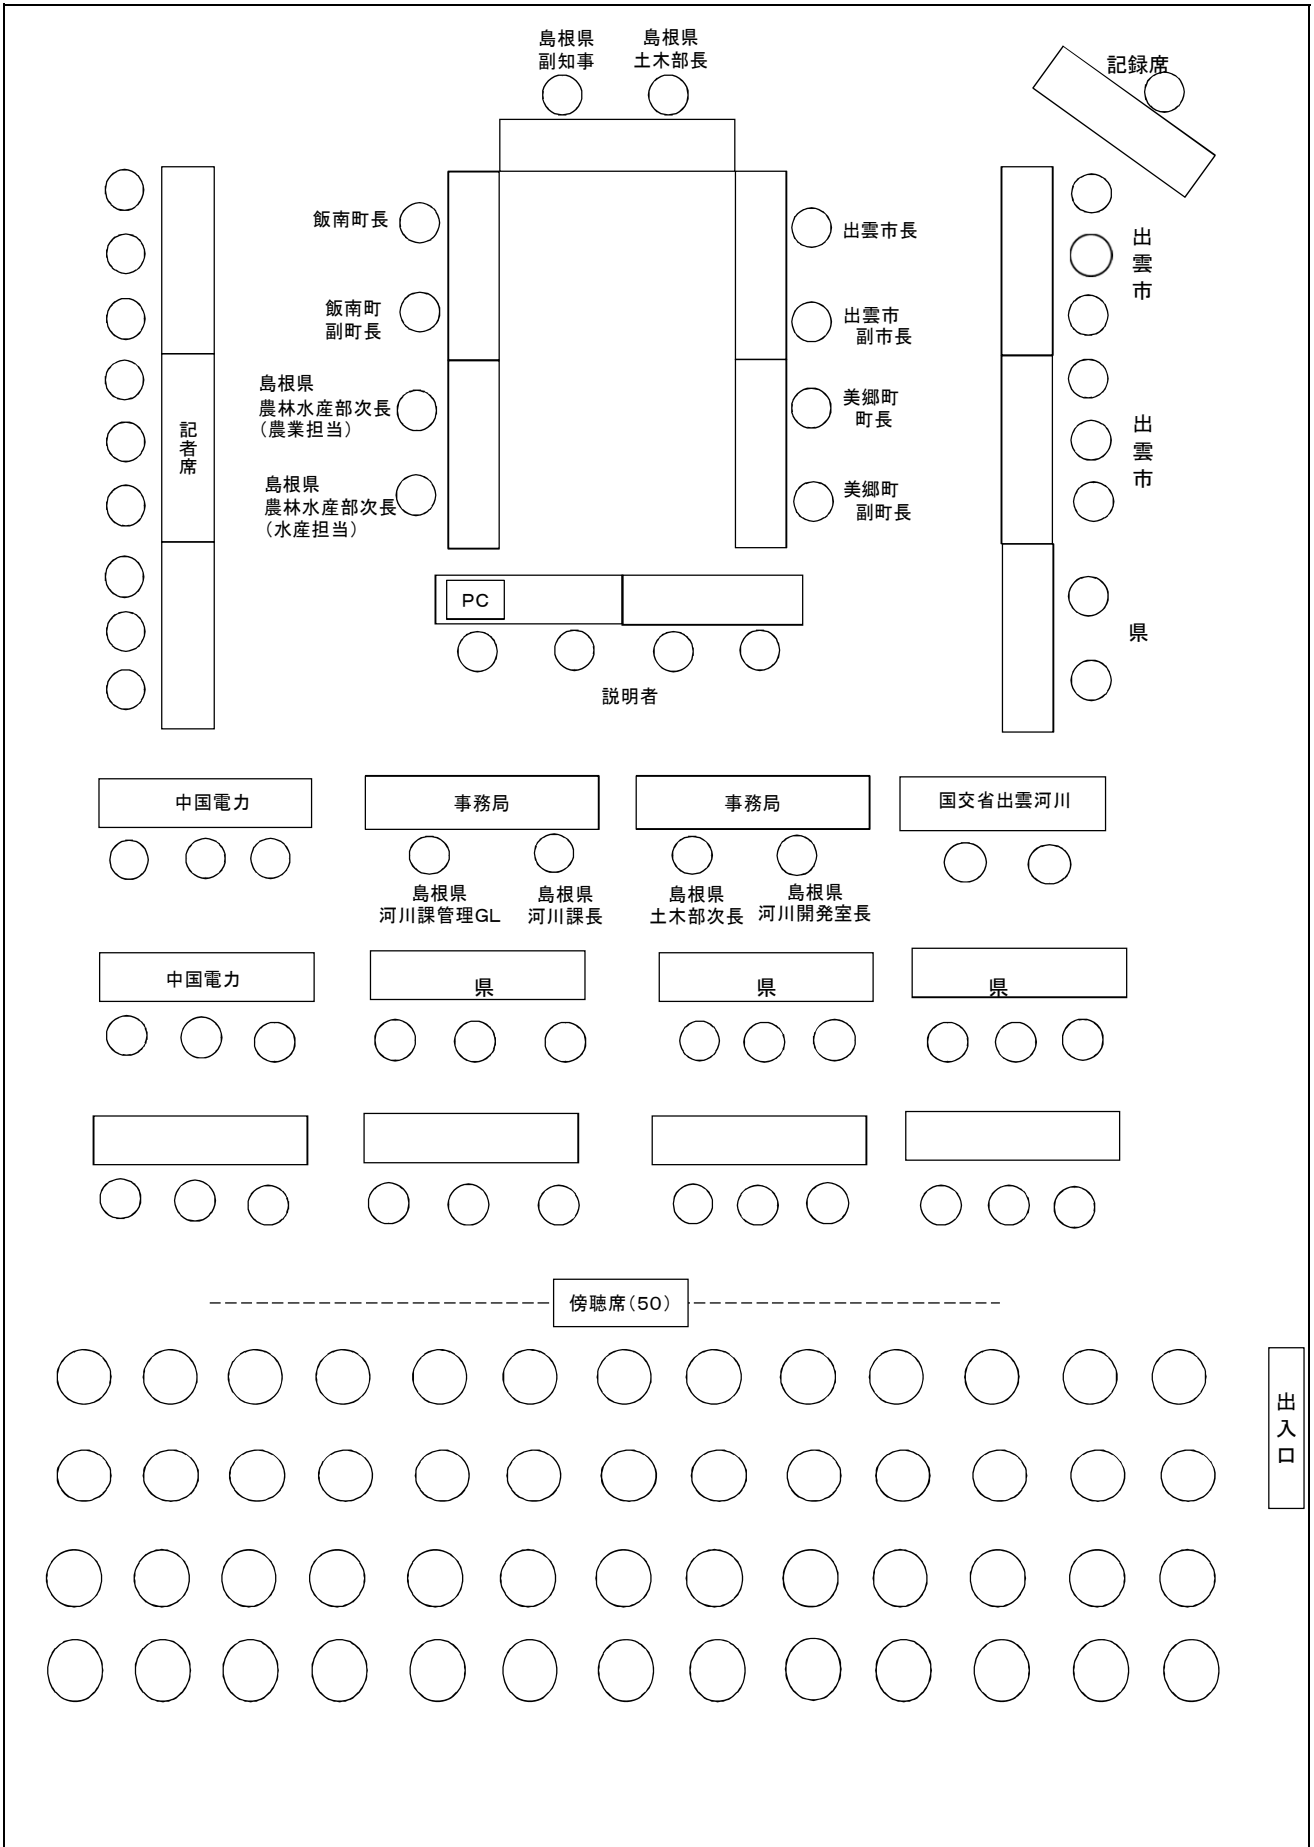 島根県
副知事
島根県
土木部長
記録席
飯南町長
出雲市長
出雲市
飯南町
副町長
出雲市
副市長
島根県
農林水産部次長
(農業担当)
美郷町
町長
記者席
出雲市
島根県
農林水産部次長
(水産担当)
美郷町
副町長
PC
県
説明者
中国電力
事務局
事務局
国交省出雲河川
島根県
河川課管理GL
島根県
河川課長
島根県
土木部次長
島根県
河川開発室長
中国電力
県
県
県
傍聴席(50)
出入口